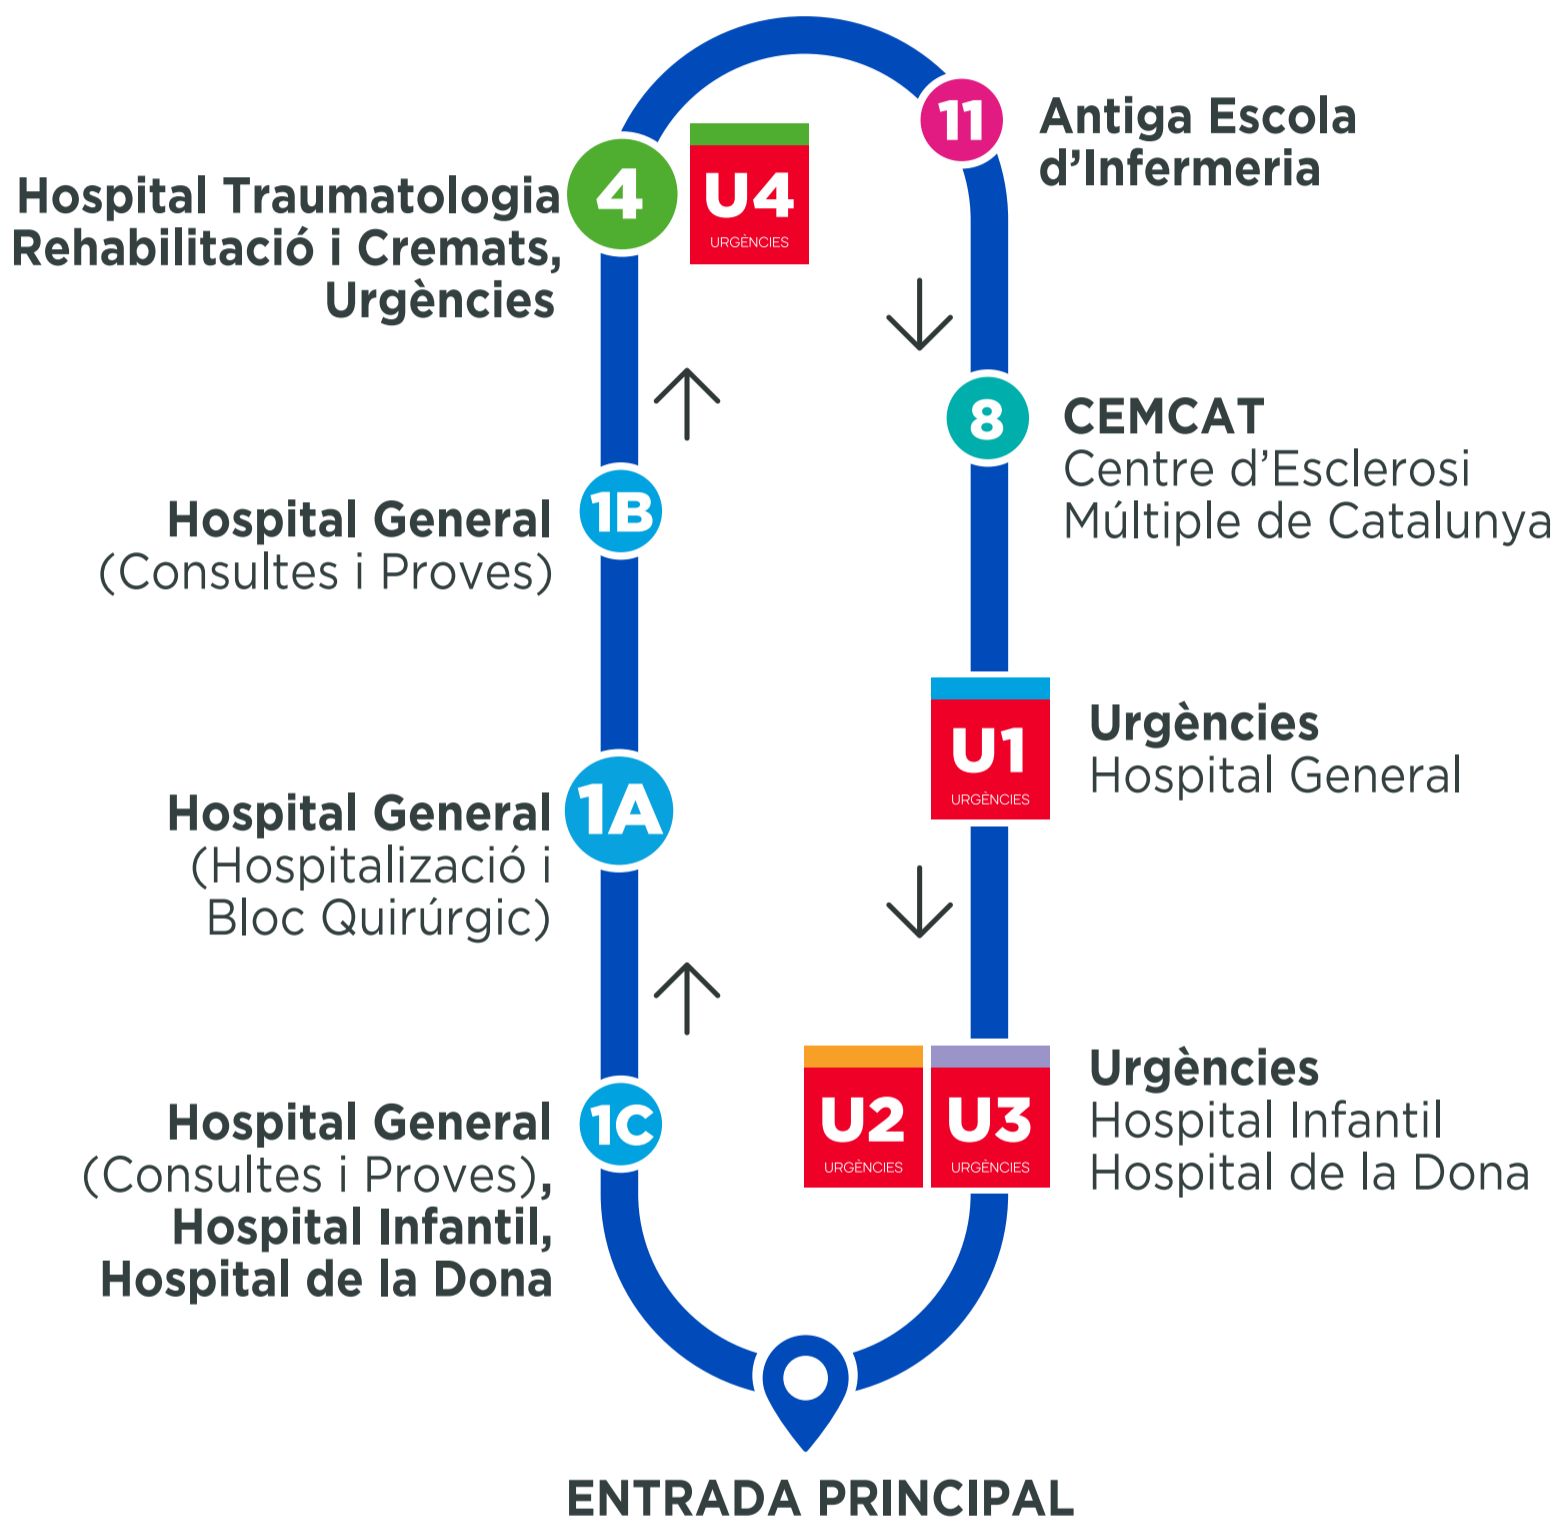 11
Antiga Escola
d’Infermeria
Hospital Traumatologia
Rehabilitació i Cremats,
Urgències
4
U4
URGÈNCIES
8
CEMCAT
Centre d’Esclerosi
Múltiple de Catalunya
Hospital General
(Consultes i Proves)
1B
U1
URGÈNCIES
Urgències
Hospital General
Hospital General
(Hospitalizació i
Bloc Quirúrgic)
1A
U2
URGÈNCIES
U3
URGÈNCIES
Urgències
Hospital Infantil
Hospital de la Dona
Hospital General
(Consultes i Proves),
Hospital Infantil,
Hospital de la Dona
1C
ENTRADA PRINCIPAL